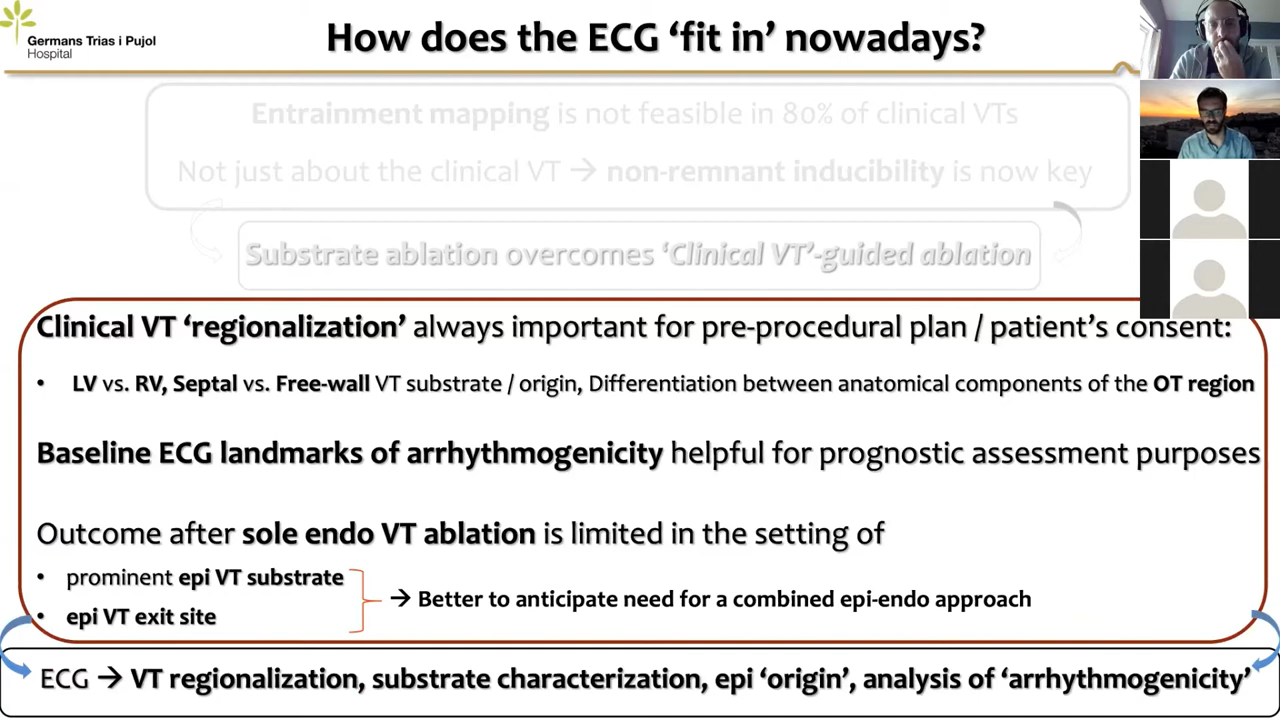 Germans Trias i Pujol
Hospital
How does the ECG ‘fit in’ nowadays?
Entrainment mapping is not feasible in 80% of clinical VTs
Not just about the clinical VT → non-remnant inducibility is now key
Substrate ablation overcomes ‘Clinical VT’-guided ablation
Clinical VT ‘regionalization’ always important for pre-procedural plan / patient’s consent:
• LV vs. RV, Septal vs. Free-wall VT substrate / origin, Differentiation between anatomical components of the OT region
Baseline ECG landmarks of arrhythmogenicity helpful for prognostic assessment purposes
Outcome after sole endo VT ablation is limited in the setting of
• prominent epi VT substrate
• epi VT exit site
→ Better to anticipate need for a combined epi-endo approach
ECG → VT regionalization, substrate characterization, epi ‘origin’, analysis of ‘arrhythmogenicity’